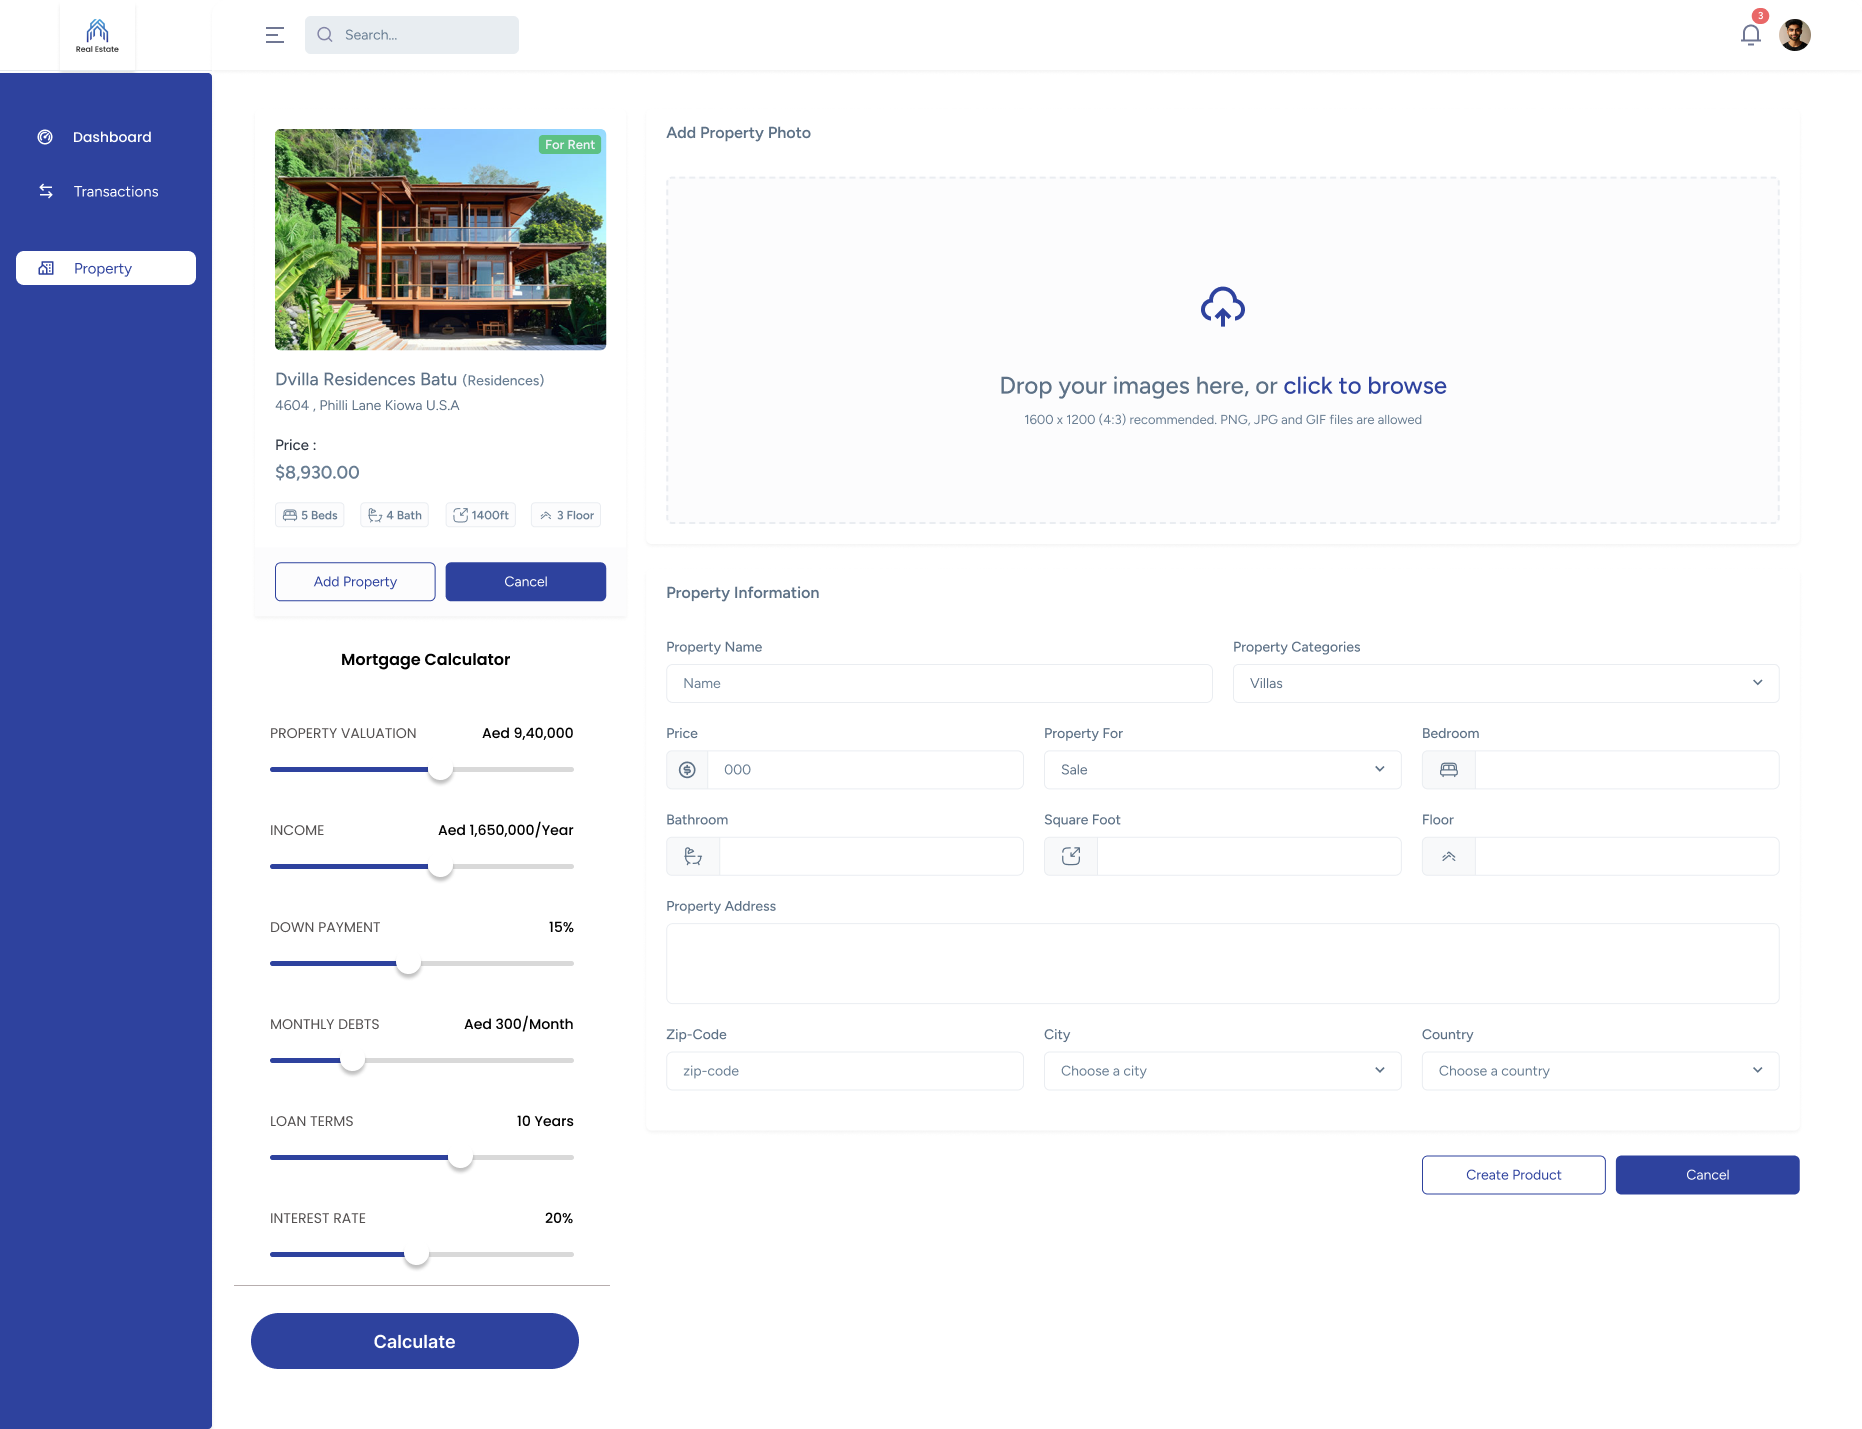 Real Estate
Search...
3
Dashboard
Transactions
Property
For Rent
Dvilla Residences Batu (Residences)
4604 , Philli Lane Kiowa U.S.A
Price :
$8,930.00
5 Beds
4 Bath
1400ft
3 Floor
Add Property
Cancel
Mortgage Calculator
PROPERTY VALUATION
Aed 9,40,000
INCOME
Aed 1,650,000/Year
DOWN PAYMENT
15%
MONTHLY DEBTS
Aed 300/Month
LOAN TERMS
10 Years
INTEREST RATE
20%
Calculate
Add Property Photo
Drop your images here, or click to browse
1600 x 1200 (4:3) recommended. PNG, JPG and GIF files are allowed
Property Information
Property Name
Name
Property Categories
Villas
Price
000
Property For
Sale
Bedroom
Bathroom
Square Foot
Floor
Property Address
Zip-Code
zip-code
City
Choose a city
Country
Choose a country
Create Product
Cancel